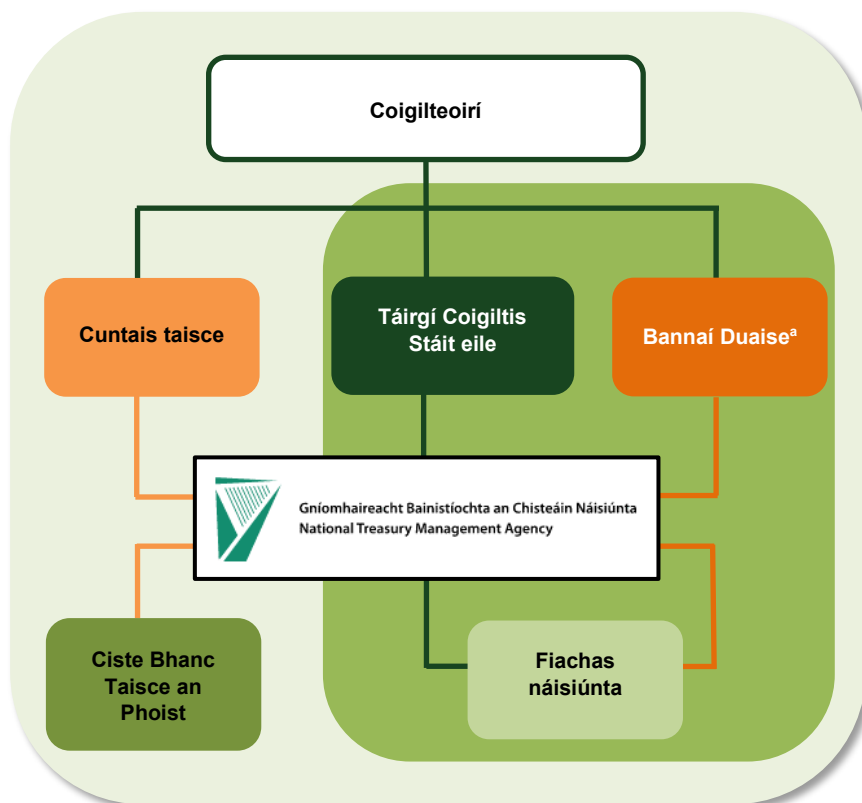 Coigilteoirí
Cuntais taisce
Táirgí Coigiltis
Stáit eile
Bannaí Duaiseª
Gníomhaireacht Bainistíochta an Chisteáin Náisiúnta
National Treasury Management Agency
Ciste Bhanc
Taisce an
Phoist
Fiachas
náisiúnta